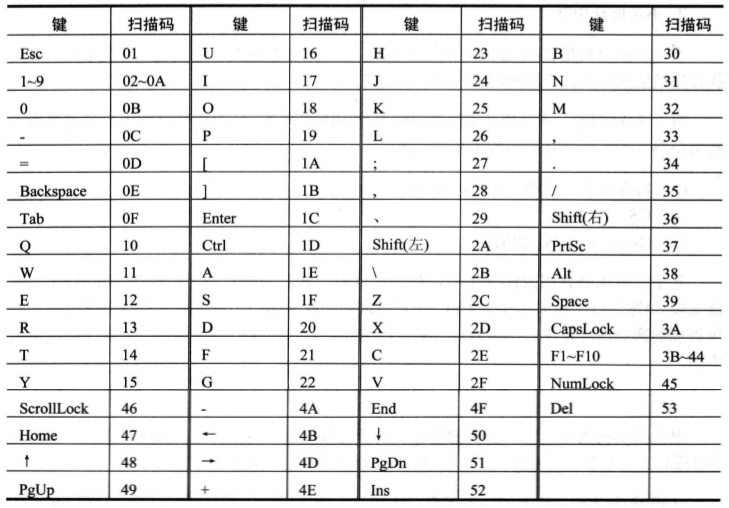 键 扫描码 键 扫描码 键 扫描码 键 扫描码
Esc 01 U 16 H 23 B 30
1~9 02~0A I 17 J 24 N 31
0 0B O 18 K 25 M 32
- 0C P 19 L 26 , 33
= 0D [ 1A ; 27 . 34
Backspace 0E ] 1B , 28 / 35
Tab 0F Enter 1C 、 29 Shift(右) 36
Q 10 Ctrl 1D Shift(左) 2A PrtSc 37
W 11 A 1E \ 2B Alt 38
E 12 S 1F Z 2C Space 39
R 13 D 20 X 2D CapsLock 3A
T 14 F 21 C 2E F1~F10 3B~44
Y 15 G 22 V 2F NumLock 45
ScrollLock 46 - 4A End 4F Del 53
Home 47 ← 4B ↓ 50
↑ 48 → 4D PgDn 51
PgUp 49 + 4E Ins 52